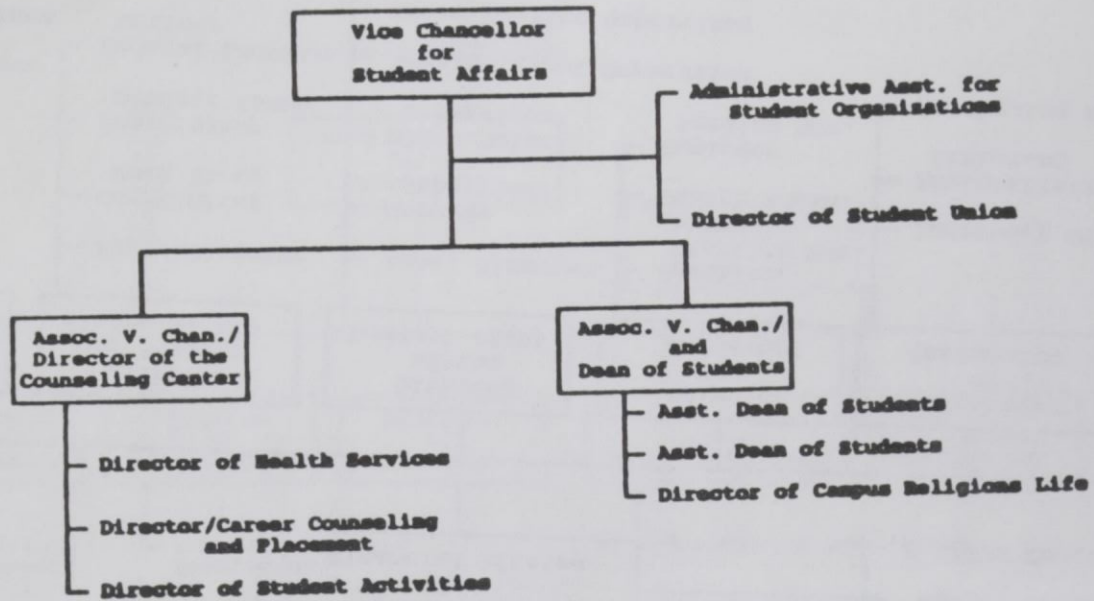 Vice Chancellor
for
Student Affairs
Administrative Asst. for
Student Organizations
Director of Student Union
Assoc. V. Chan./
Director of the
Counseling Center
Assoc. V. Chan./
and
Dean of Students
Director of Health Services
Director/Career Counseling
and Placement
Director of Student Activities
Asst. Dean of Students
Asst. Dean of Students
Director of Campus Religious Life